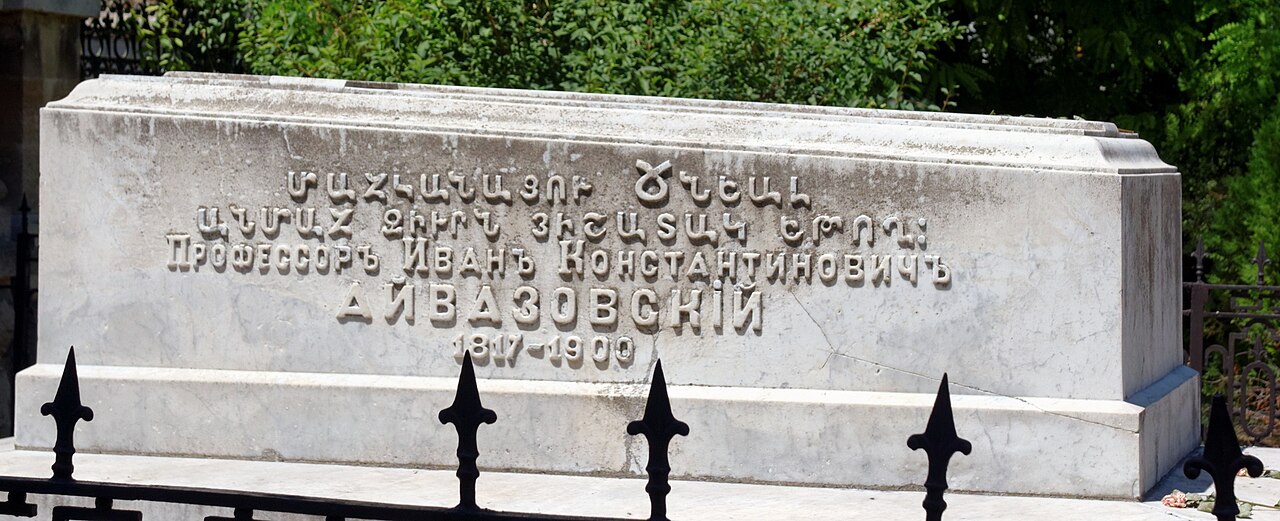 ՄԱՀԿԱՆԱՑՈՒ ԾՆԵԱԼ
ԱՆՄԱՀ ԶԻՒՐՆ ՅԻՇԱՏԱԿ ԵԹՈՂ:
ПРОФЕССОРЪ ИВАНЪ КОНСТАНТИНОВИЧЪ
АЙВАЗОВСКІЙ
1817-1900